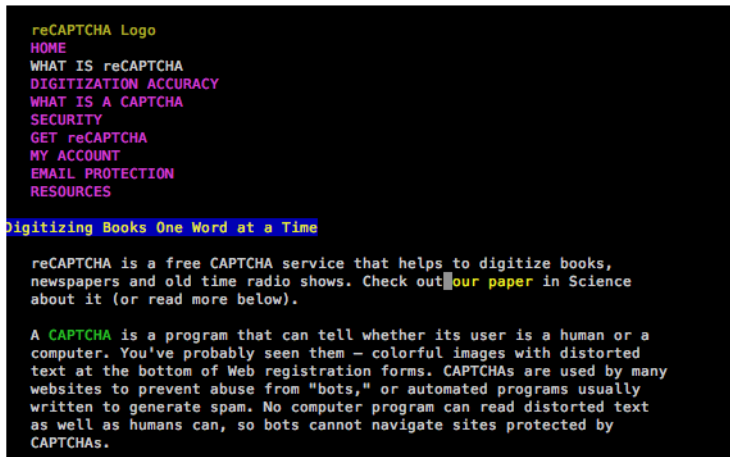 reCAPTCHA Logo
HOME
WHAT IS reCAPTCHA
DIGITIZATION ACCURACY
WHAT IS A CAPTCHA
SECURITY
GET reCAPTCHA
MY ACCOUNT
EMAIL PROTECTION
RESOURCES
Digitizing Books One Word at a Time
reCAPTCHA is a free CAPTCHA service that helps to digitize books,
newspapers and old time radio shows. Check out our paper in Science
about it (or read more below).
A CAPTCHA is a program that can tell whether its user is a human or a
computer. You've probably seen them – colorful images with distorted
text at the bottom of Web registration forms. CAPTCHAs are used by many
websites to prevent abuse from "bots," or automated programs usually
written to generate spam. No computer program can read distorted text
as well as humans can, so bots cannot navigate sites protected by
CAPTCHAs.